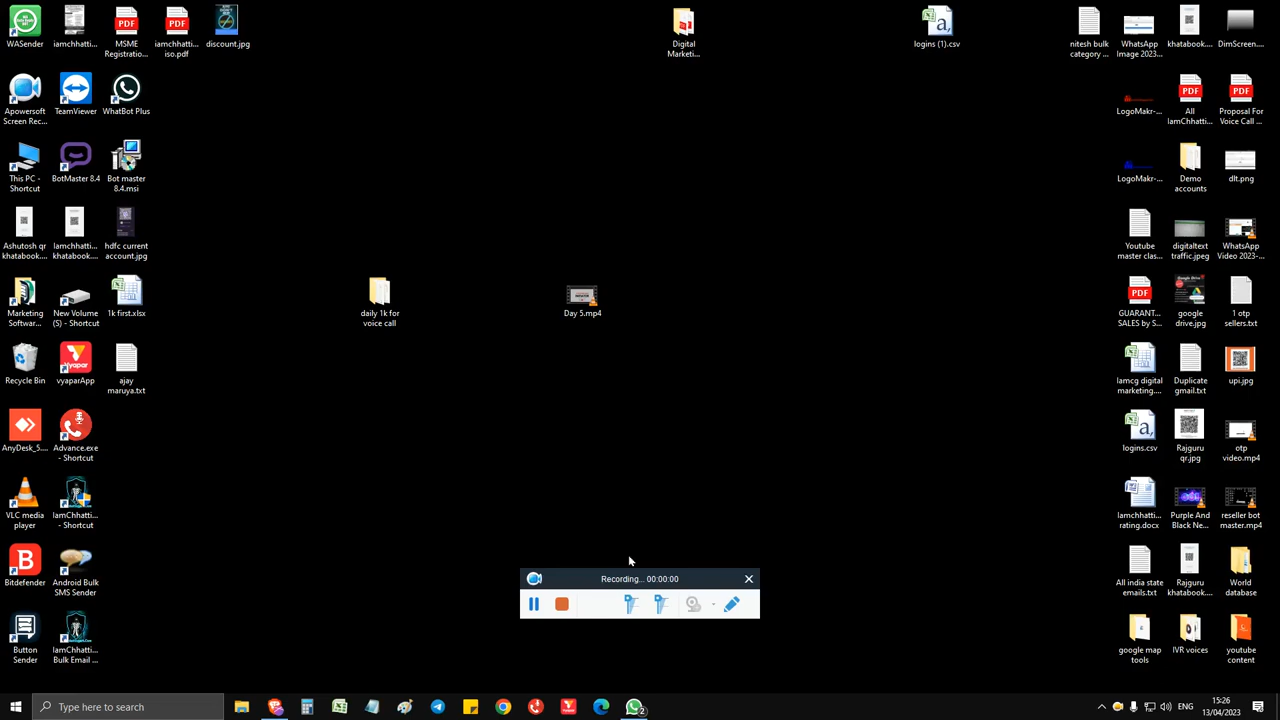 WASender
iamchhatti...
MSME
Registratio...
iamchhatti...
iso.pdf
discount.jpg
Digital
Marketi...
logins (1).csv
nitesh bulk
category ...
WhatsApp
Image 2023...
khatabook....
DimScreen....
Apowersoft
Screen Rec...
TeamViewer
WhatBot Plus
LogoMakr-...
All
IamChhatti...
Proposal For
Voice Call ...
This PC -
Shortcut
BotMaster 8.4
Bot master
8.4.msi
LogoMakr-...
Demo
accounts
dlt.png
Ashutosh qr
khatabook....
Iamchhatti...
khatabook....
hdfc current
account.jpg
Youtube
master clas...
digitaltext
traffic.jpeg
WhatsApp
Video 2023-...
Marketing
Software...
New Volume
(S) - Shortcut
1k first.xlsx
daily 1k for
voice call
Day 5.mp4
GUARANT...
SALES by S...
google
drive.jpg
1 otp
sellers.txt
Recycle Bin
vyaparApp
ajay
maruya.txt
Iamcg digital
marketing....
Duplicate
gmail.txt
upi.jpg
AnyDesk_5....
Advance.exe
- Shortcut
logins.csv
Rajguru
qr.jpg
otp
video.mp4
VLC media
player
IamChhatti...
- Shortcut
Iamchhatti...
rating.docx
Purple And
Black Ne...
reseller bot
master.mp4
Bitdefender
Android Bulk
SMS Sender
Recording... 00:00:00
All india state
emails.txt
Rajguru
khatabook....
World
database
Button
Sender
IamChhatti...
Bulk Email ...
google map
tools
IVR voices
youtube
content
Type here to search
2
ENG
15:26
13/04/2023